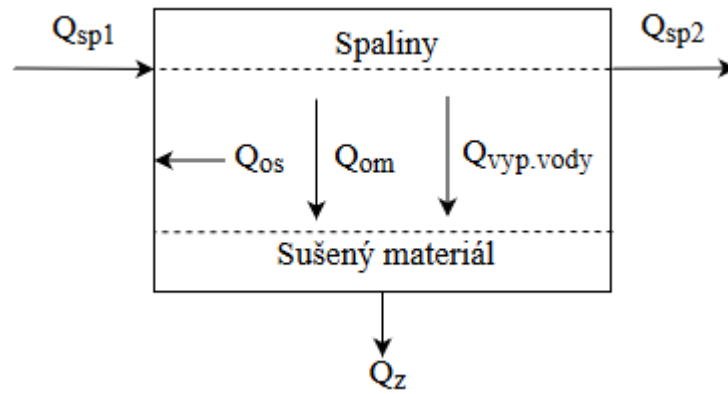 Qsp1
Spaliny
Qsp2
Qos
Qom
Qvyp.vody
Sušený materiál
Qz